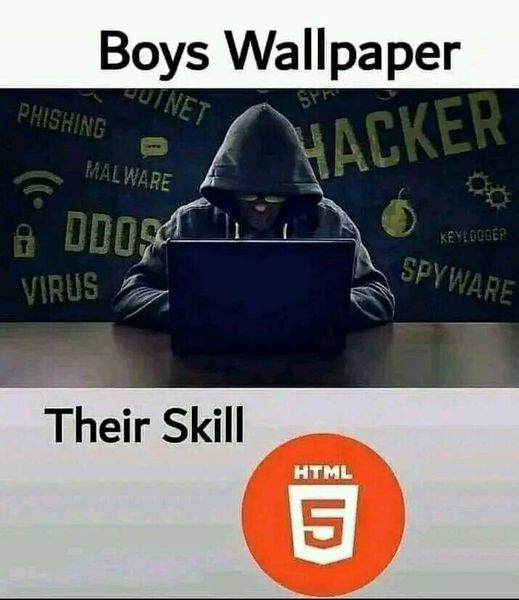 Boys Wallpaper
PHISHING
HACKER
MALWARE
DDOS
KEYLOGGER
VIRUS
SPYWARE
Their Skill
HTML
5